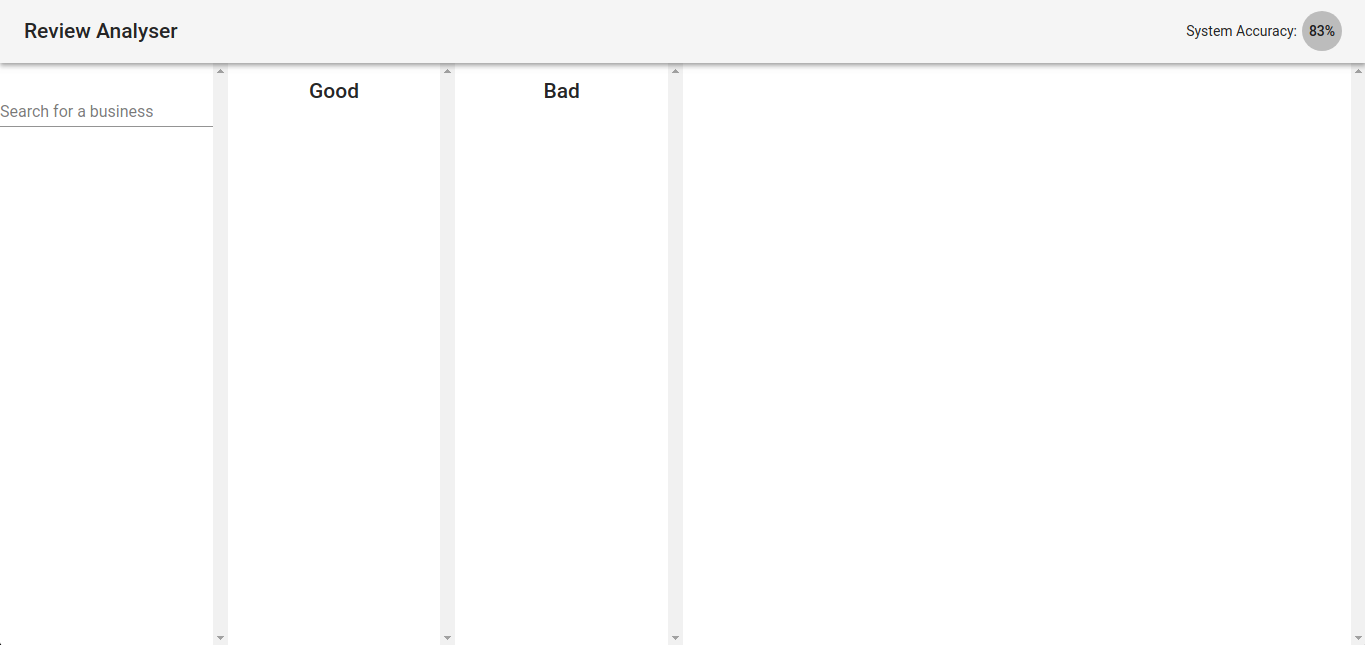 Review Analyser
System Accuracy: 83%
Search for a business
Good
Bad